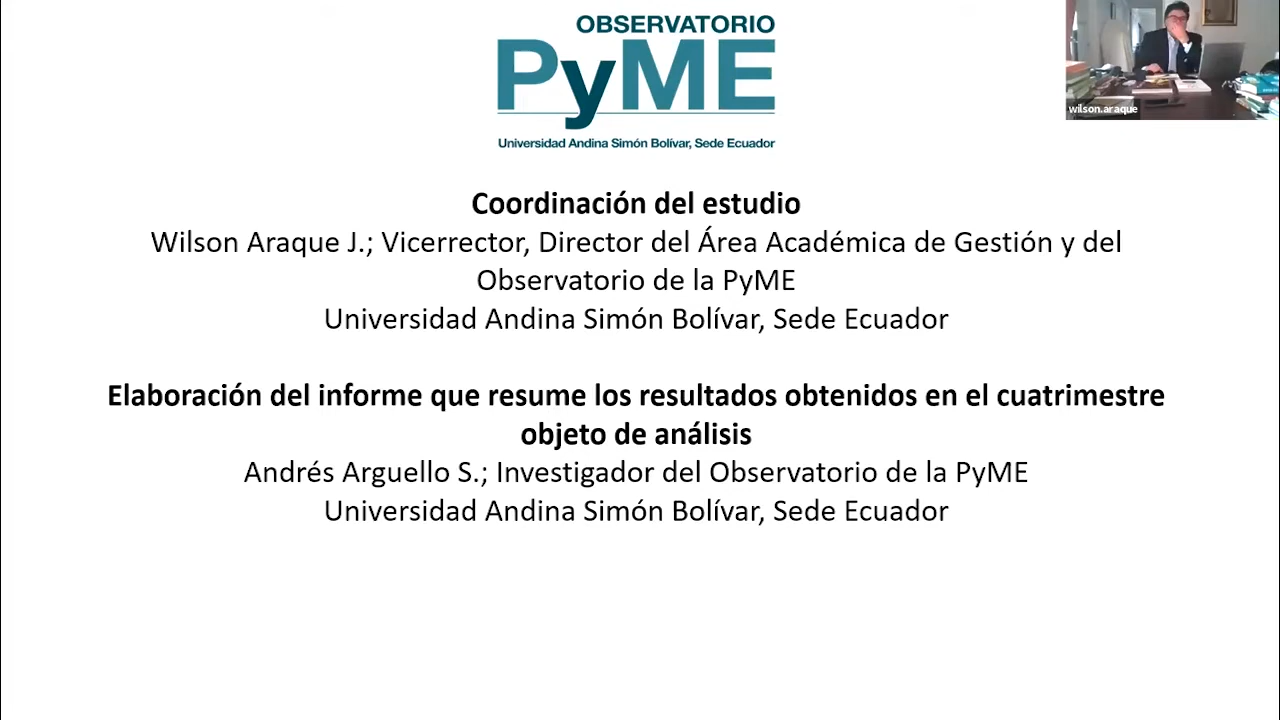 OBSERVATORIO
PyME
Universidad Andina Simón Bolívar, Sede Ecuador
wilson.araque
Coordinación del estudio
Wilson Araque J.; Vicerrector, Director del Área Académica de Gestión y del
Observatorio de la PyME
Universidad Andina Simón Bolívar, Sede Ecuador
Elaboración del informe que resume los resultados obtenidos en el cuatrimestre
objeto de análisis
Andrés Arguello S.; Investigador del Observatorio de la PyME
Universidad Andina Simón Bolívar, Sede Ecuador